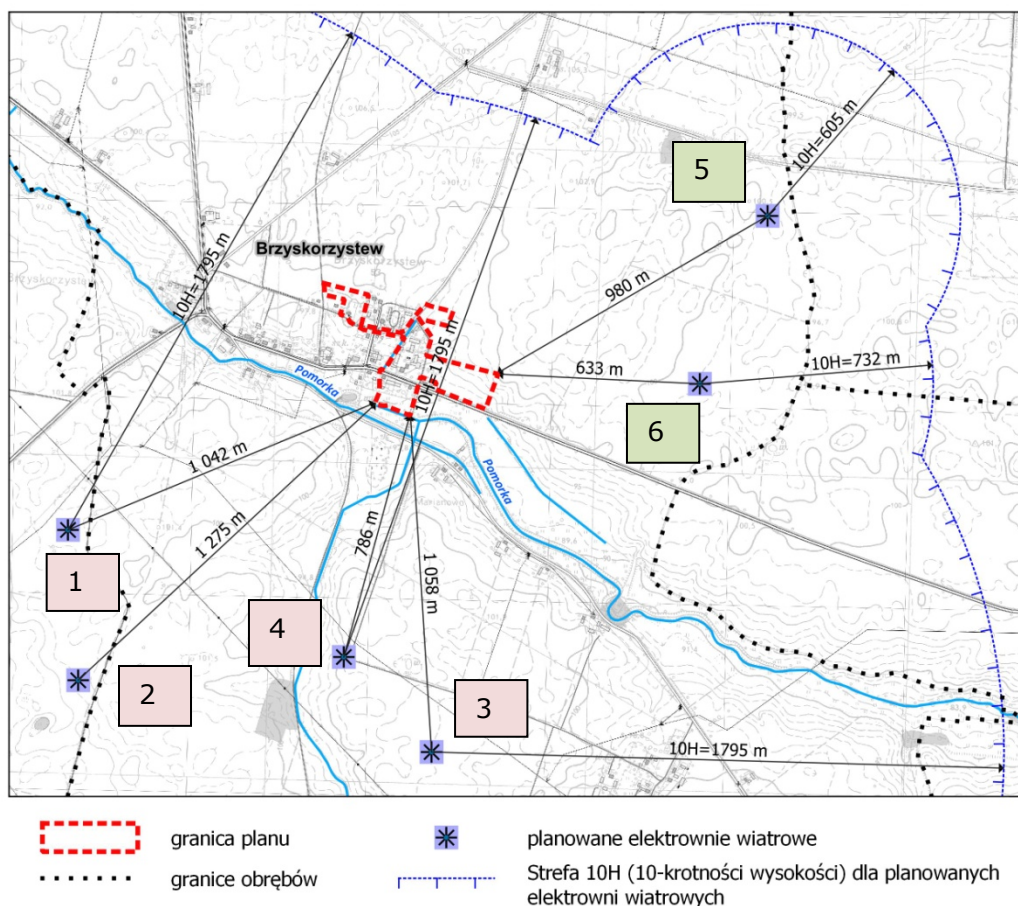 10H=605 m
5
980 m
Brzyskorzystew
Brzyskorzystew
Brzyskorzystew
10H=1795 m
10H=1795 m
633 m
10H=732 m
6
Pomorka
Pomorka
1 042 m
1 275 m
786 m
1 058 m
1
4
2
3
10H=1795 m
granica planu
planowane elektrownie wiatrowe
granice obrębów
Strefa 10H (10-krotności wysokości) dla planowanych
elektrowni wiatrowych